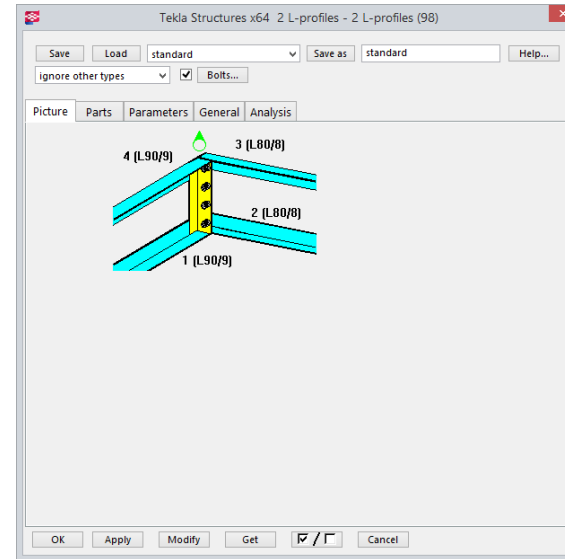 Tekla Structures x64 2 L-profiles - 2 L-profiles (98)
Save Load standard Save as standard Help...
ignore other types Bolts...
Picture Parts Parameters General Analysis
3 (L80/8)
4 (L90/9)
2 (L80/8)
1 (L90/9)
OK Apply Modify Get / Cancel